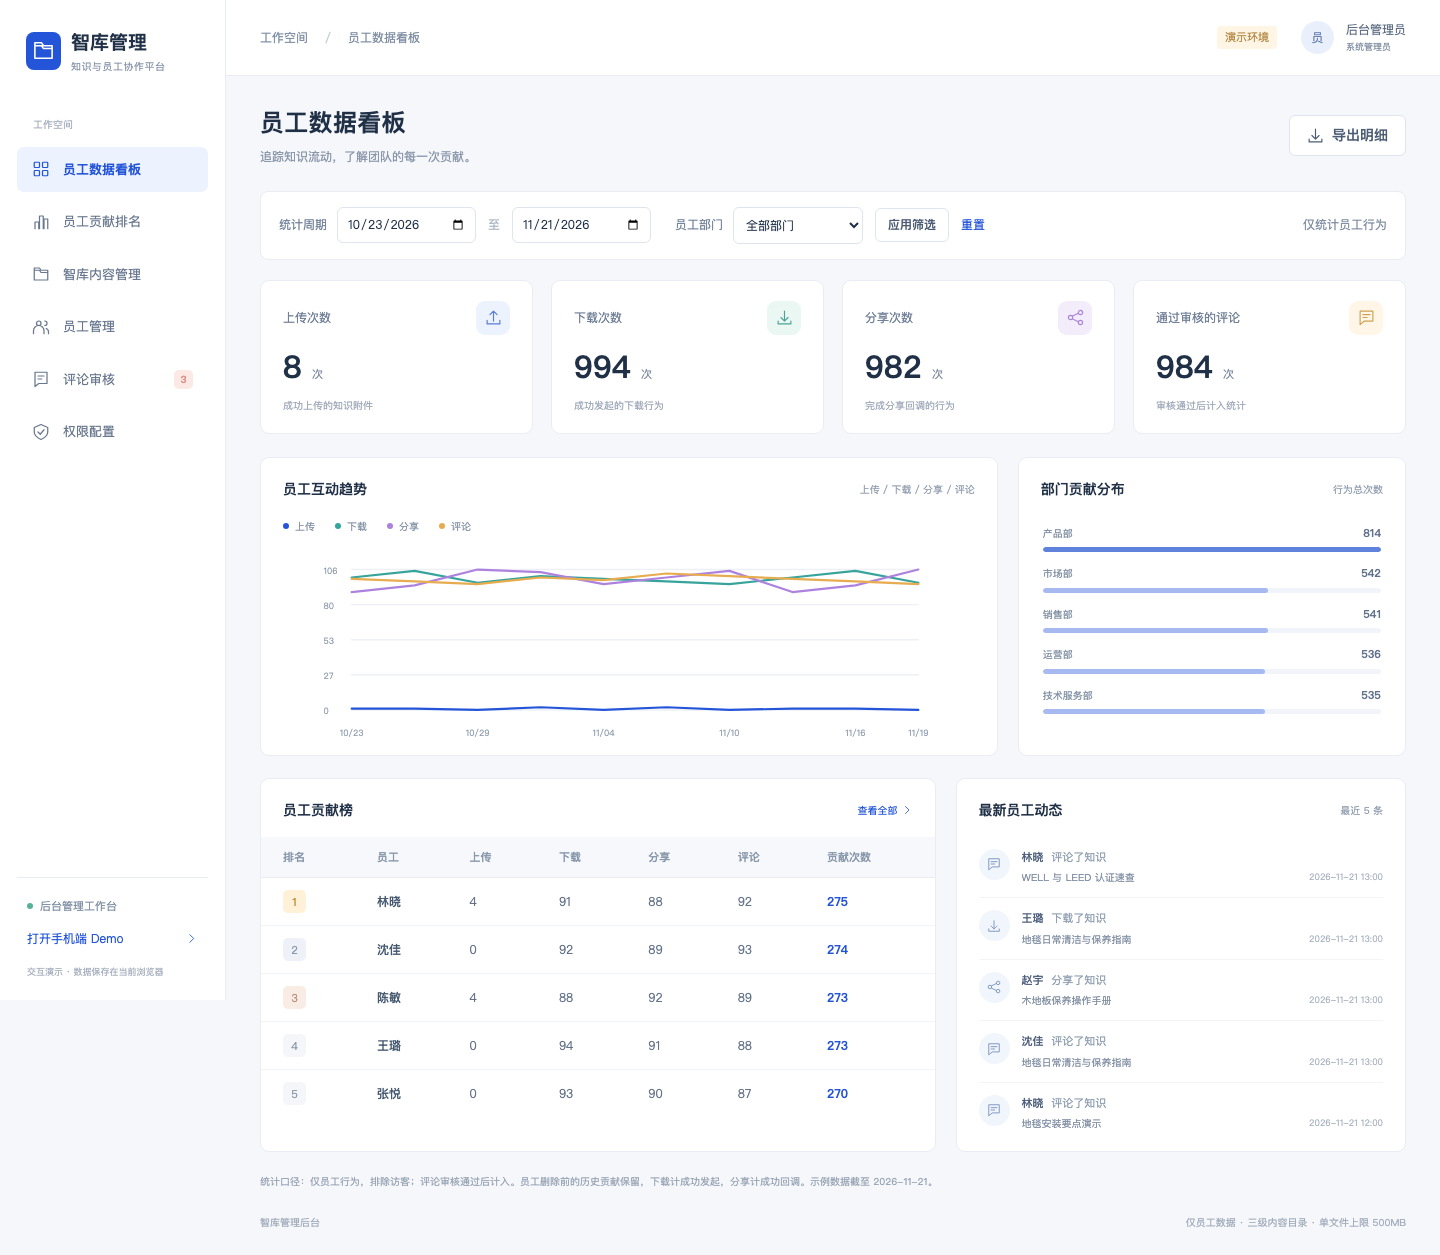 智库管理
知识与员工协作平台
工作空间
员工数据看板
员工贡献排名
智库内容管理
员工管理
评论审核 3
权限配置
后台管理工作台
打开手机端 Demo
交互演示 · 数据保存在当前浏览器
工作空间 / 员工数据看板
演示环境
员
后台管理员
系统管理员
员工数据看板
追踪知识流动，了解团队的每一次贡献。
导出明细
统计周期 10/23/2026 至 11/21/2026 员工部门 全部部门 应用筛选 重置 仅统计员工行为
上传次数
8 次
成功上传的知识附件
下载次数
994 次
成功发起的下载行为
分享次数
982 次
完成分享回调的行为
通过审核的评论
984 次
审核通过后计入统计
员工互动趋势 上传 / 下载 / 分享 / 评论
上传 下载 分享 评论
106
80
53
27
0
10/23 10/29 11/04 11/10 11/16 11/19
部门贡献分布 行为总次数
产品部 814
市场部 542
销售部 541
运营部 536
技术服务部 535
员工贡献榜 查看全部
排名 员工 上传 下载 分享 评论 贡献次数
1 林晓 4 91 88 92 275
2 沈佳 0 92 89 93 274
3 陈敏 4 88 92 89 273
4 王璐 0 94 91 88 273
5 张悦 0 93 90 87 270
最新员工动态 最近 5 条
林晓 评论了知识
WELL 与 LEED 认证速查 2026-11-21 13:00
王璐 下载了知识
地毯日常清洁与保养指南 2026-11-21 13:00
赵宇 分享了知识
木地板保养操作手册 2026-11-21 13:00
沈佳 评论了知识
地毯日常清洁与保养指南 2026-11-21 13:00
林晓 评论了知识
地毯安装要点演示 2026-11-21 12:00
统计口径：仅员工行为，排除访客；评论审核通过后计入。员工删除前的历史贡献保留，下载计成功发起，分享计成功回调。示例数据截至 2026-11-21。
智库管理后台
仅员工数据 · 三级内容目录 · 单文件上限 500MB